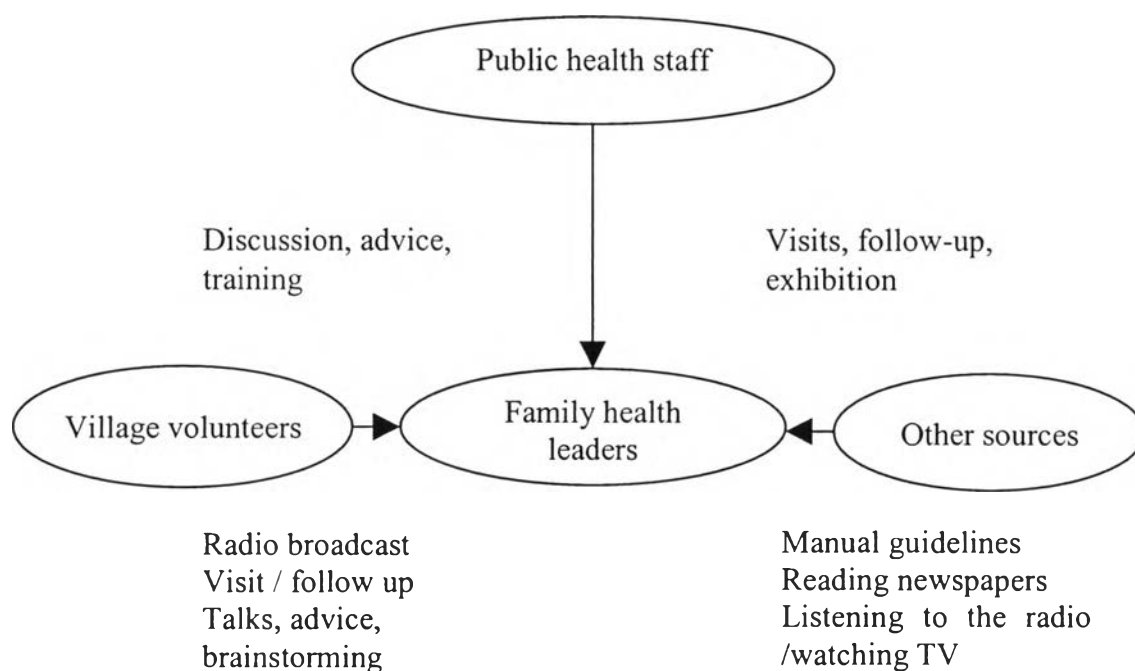 Public health staff
Discussion, advice,
training
Visits, follow-up,
exhibition
Village volunteers
Family health
leaders
Other sources
Radio broadcast
Visit / follow up
Talks, advice,
brainstorming
Manual guidelines
Reading newspapers
Listening to the radio
/watching TV